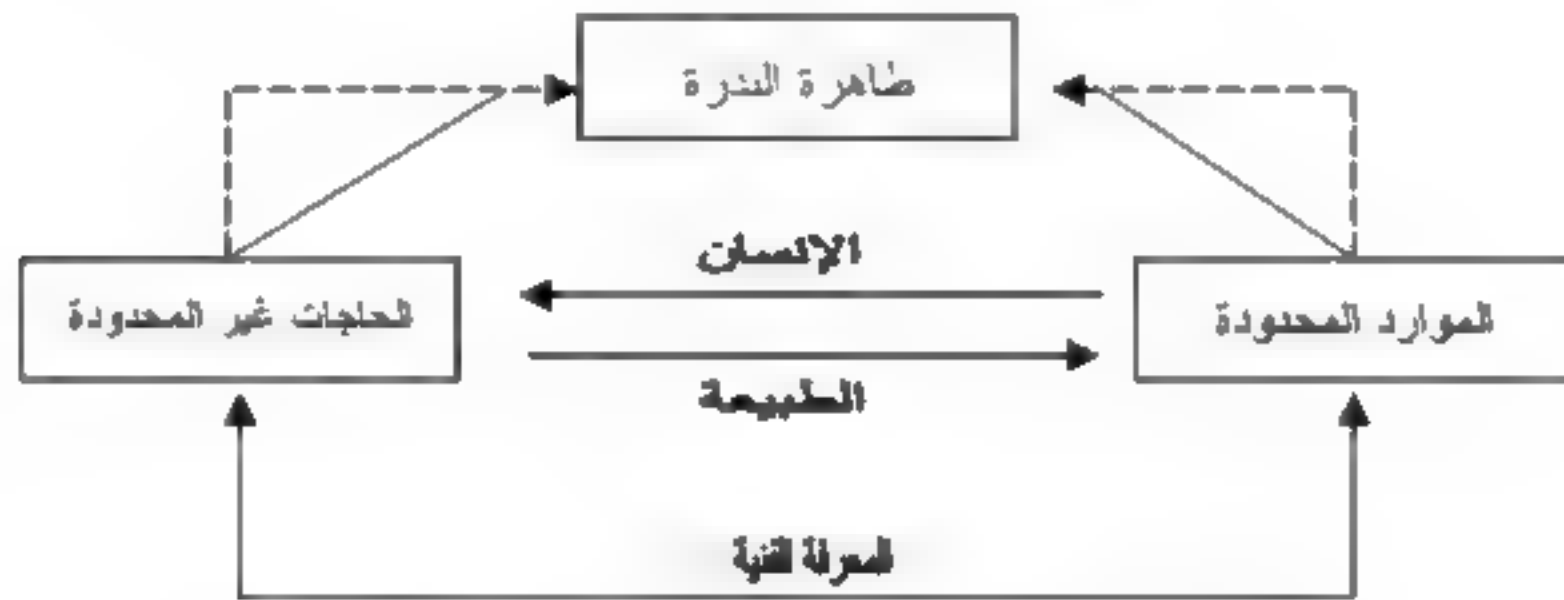 ظاهرة الندرة
الإنسان
الموارد المحدودة
الحاجات غير المحدودة
الطبيعة
المعرفة الفنية